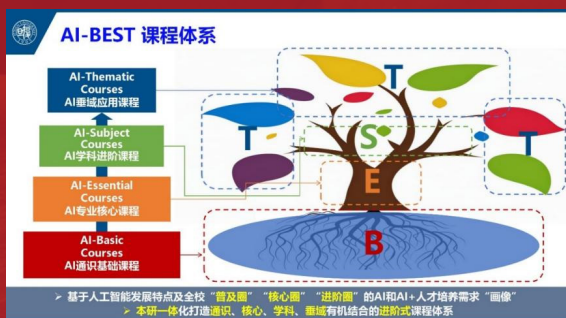 AI-BEST 课程体系
AI-Thematic
Courses
AI垂域应用课程
AI-Subject
Courses
AI学科进阶课程
AI-Essential
Courses
AI专业核心课程
AI-Basic
Courses
AI通识基础课程
T
T
T
S
E
B
➢ 基于人工智能发展特点及全校“普及圈”“核心圈”“进阶圈”的AI和AI+人才培养需求“画像”
➢ 本研一体化打造通识、核心、学科、垂域有机结合的进阶式课程体系